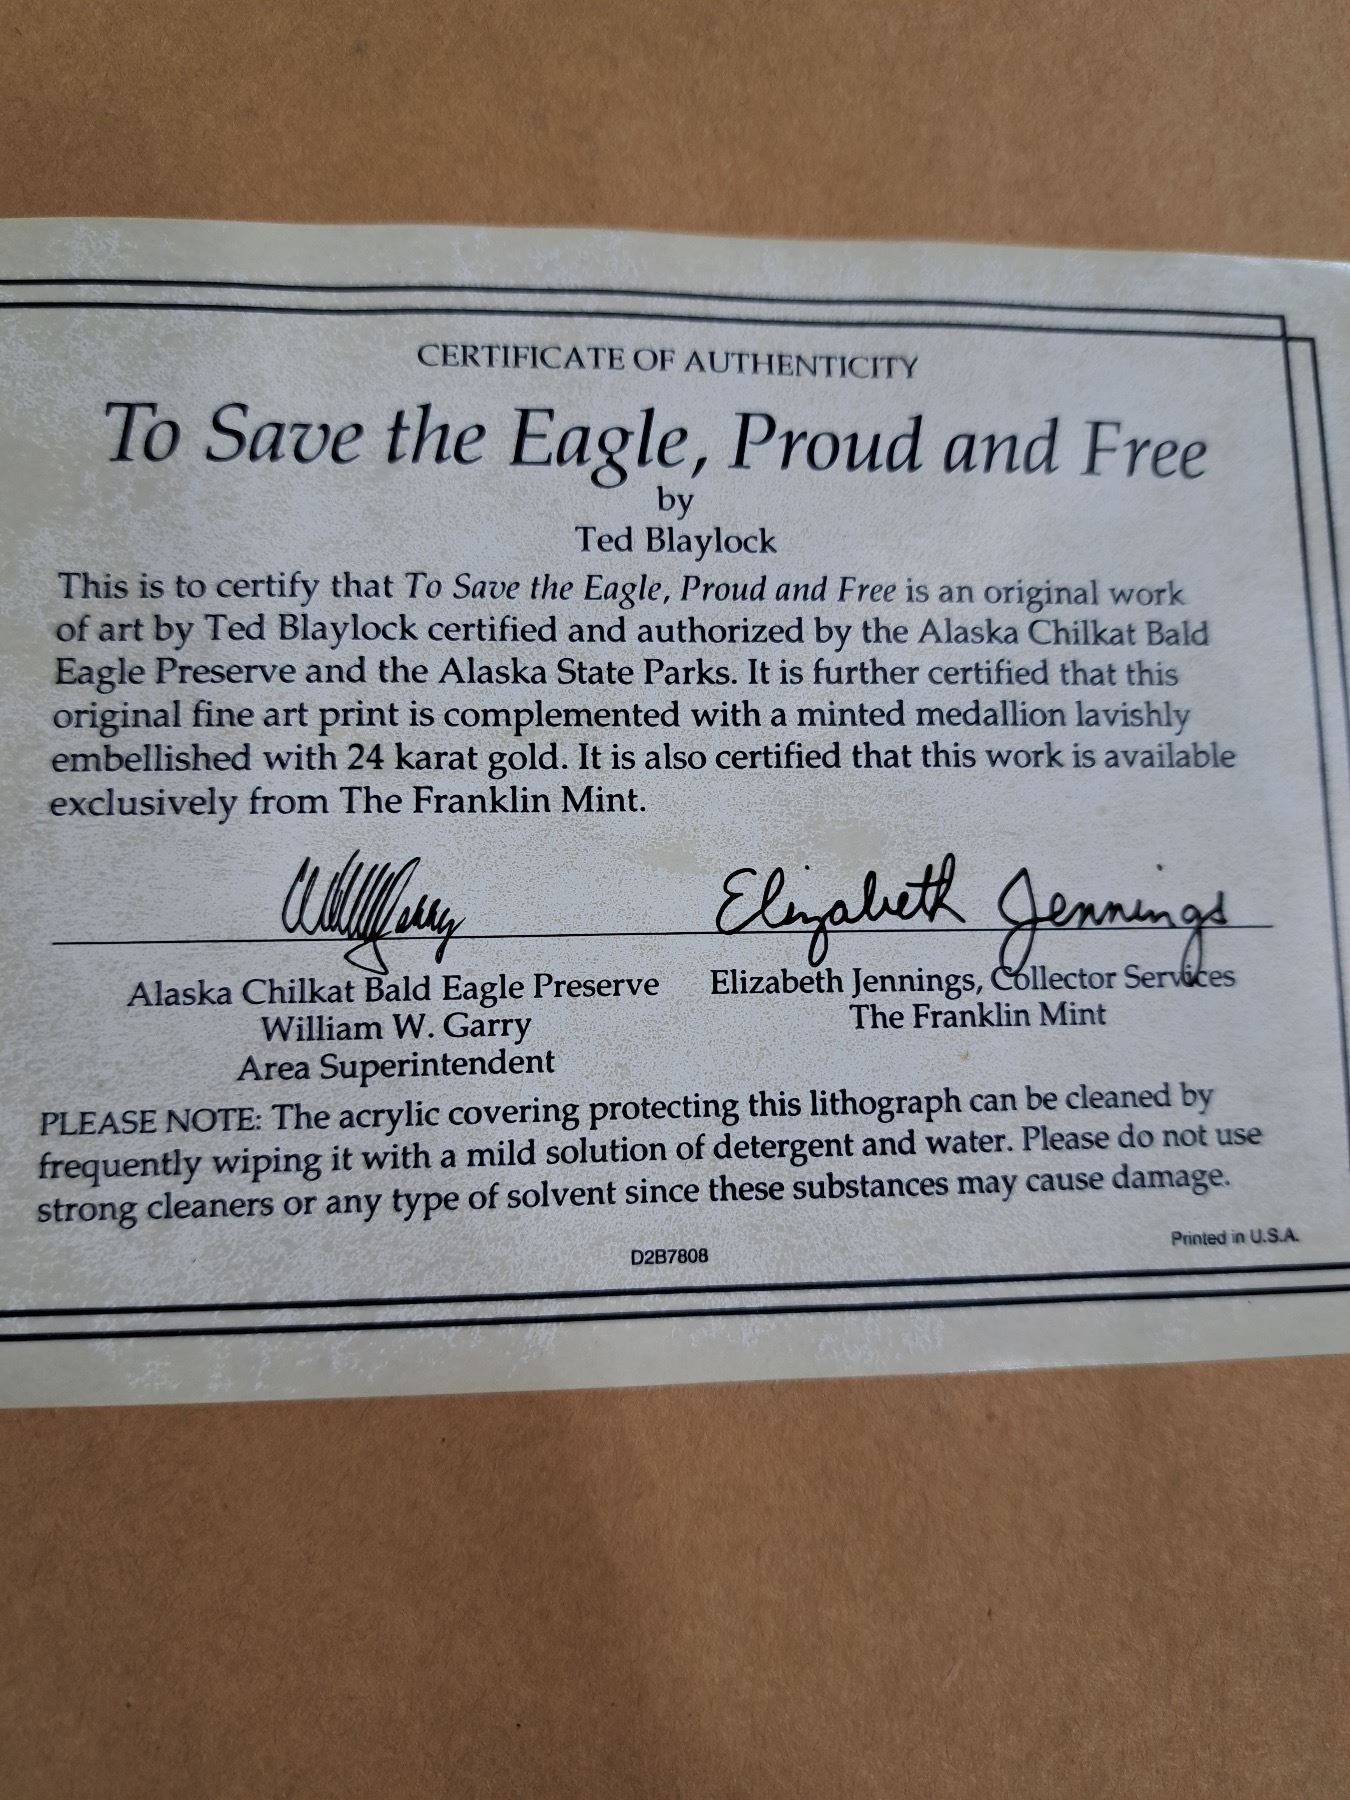 CERTIFICATE OF AUTHENTICITY
To Save the Eagle, Proud and Free
by
Ted Blaylock
This is to certify that To Save the Eagle, Proud and Free is an original work
of art by Ted Blaylock certified and authorized by the Alaska Chilkat Bald
Eagle Preserve and the Alaska State Parks. It is further certified that this
original fine art print is complemented with a minted medallion lavishly
embellished with 24 karat gold. It is also certified that this work is available
exclusively from The Franklin Mint.
Elizabeth Jennings
Alaska Chilkat Bald Eagle Preserve
William W. Garry
Area Superintendent
Elizabeth Jennings, Collector Services
The Franklin Mint
PLEASE NOTE: The acrylic covering protecting this lithograph can be cleaned by
frequently wiping it with a mild solution of detergent and water. Please do not use
strong cleaners or any type of solvent since these substances may cause damage.
Printed in U.S.A.
D2B7808